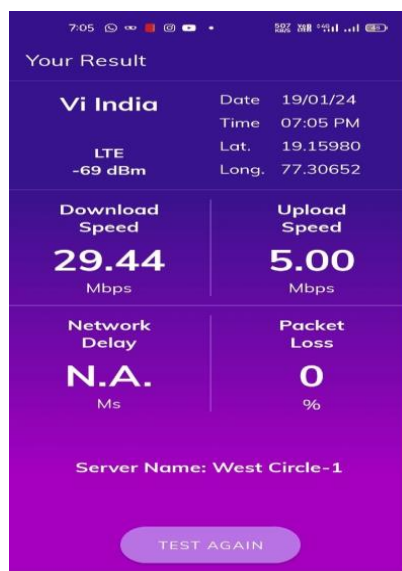 7:05
Your Result
Vi India
LTE
-69 dBm
Date 19/01/24
Time 07:05 PM
Lat. 19.15980
Long. 77.30652
Download
Speed
29.44
Mbps
Upload
Speed
5.00
Mbps
Network
Delay
N.A.
Ms
Packet
Loss
0
%
Server Name: West Circle-1
TEST AGAIN